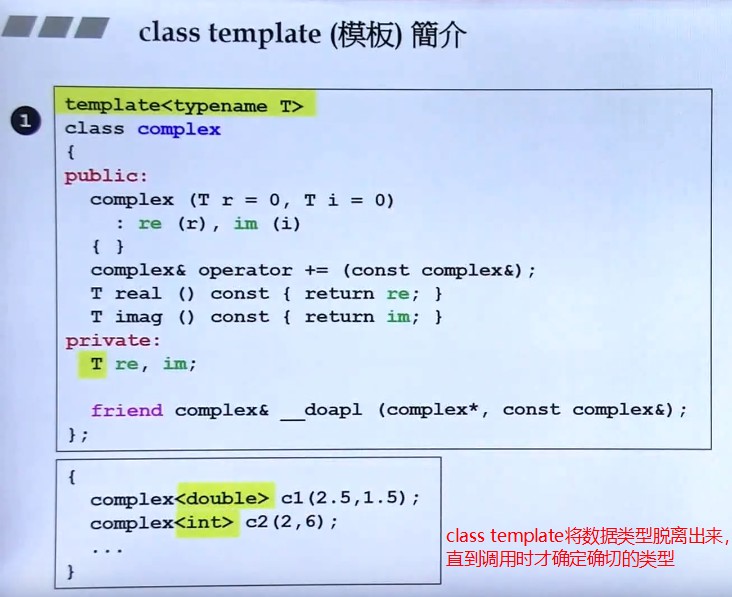 class template (模板) 簡介
1
template<typename T>
class complex
{
public:
complex (T r = 0, T i = 0)
: re (r), im (i)
{ }
complex& operator += (const complex&);
T real () const { return re; }
T imag () const { return im; }
private:
T re, im;
friend complex& __doapl (complex*, const complex&);
};
{
complex<double> c1(2.5,1.5);
complex<int> c2(2,6);
...
}
class template将数据类型脱离出来，
直到调用时才确定确切的类型